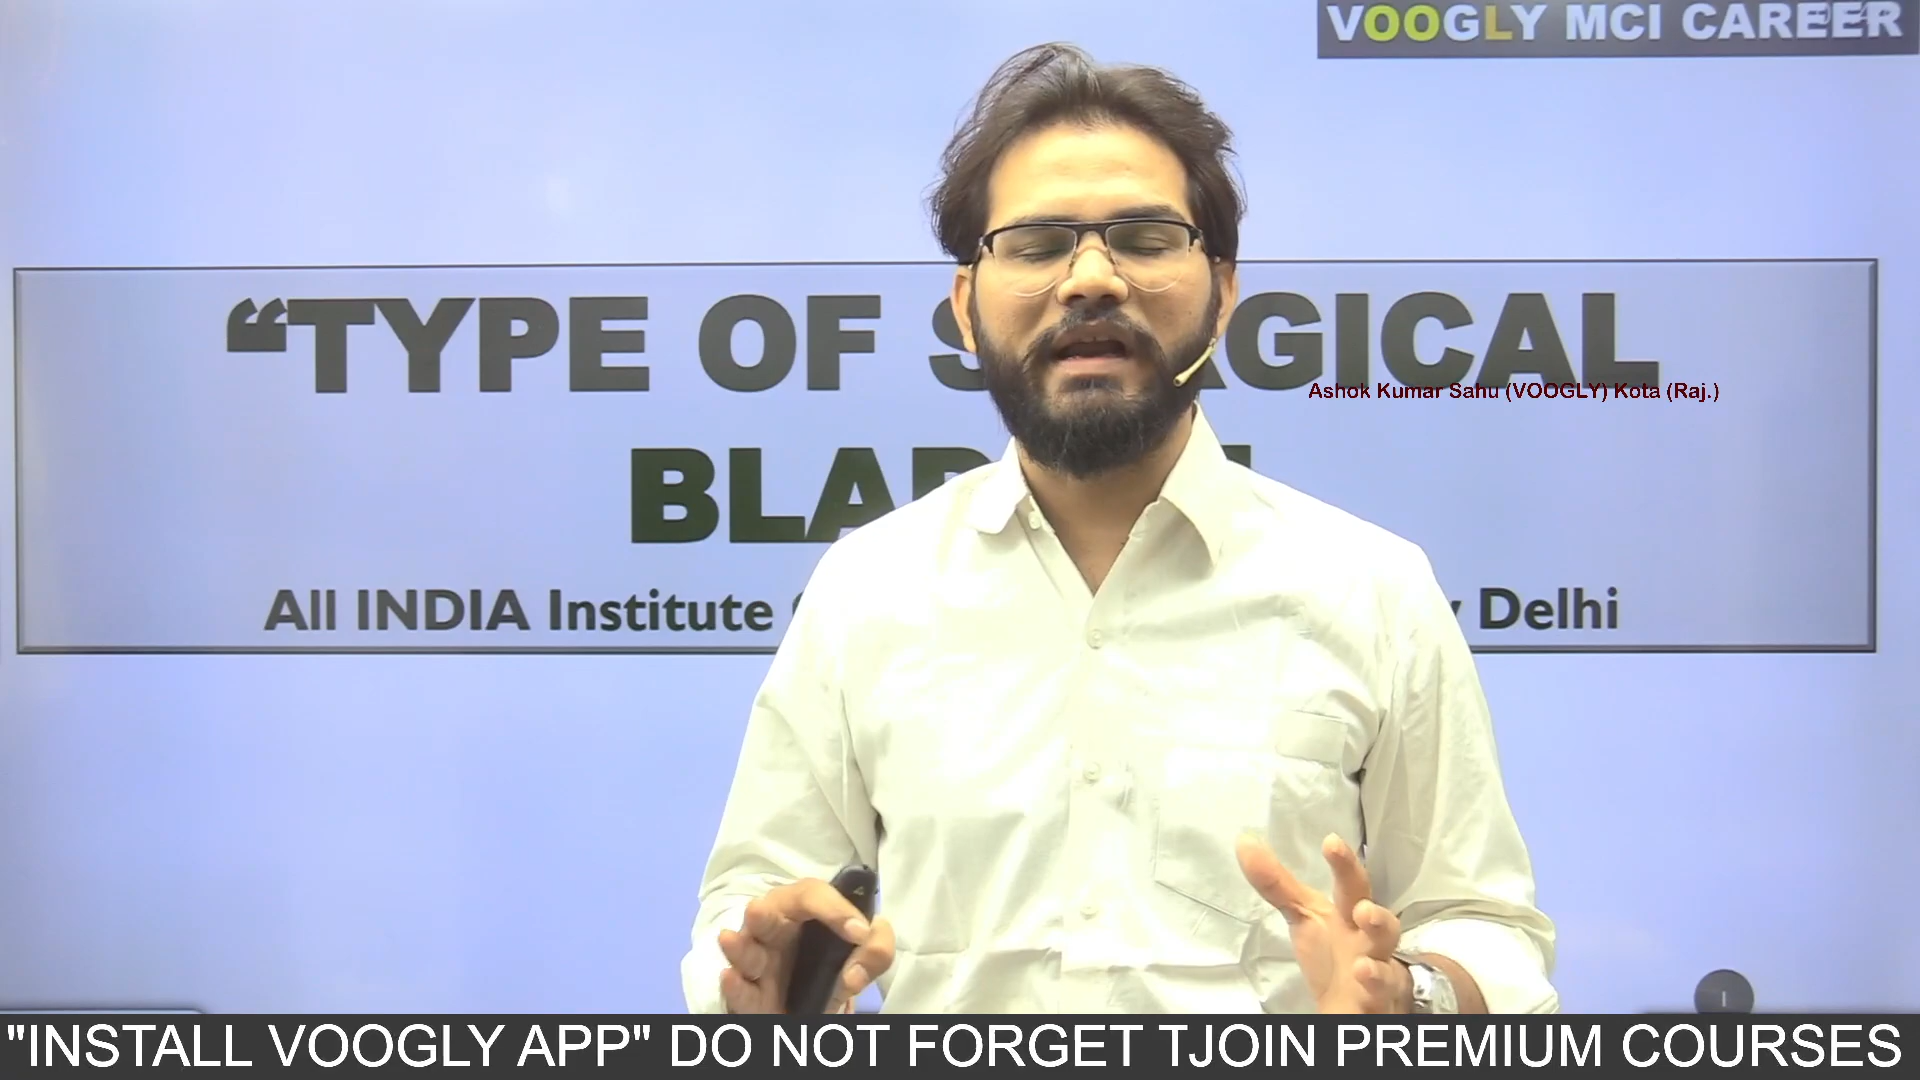 VOOGLY MCI CAREER
“TYPE OF GICAL
Ashok Kumar Sahu (VOOGLY) Kota (Raj.)
BLA
All INDIA Institute Delhi
"INSTALL VOOGLY APP" DO NOT FORGET TJOIN PREMIUM COURSES